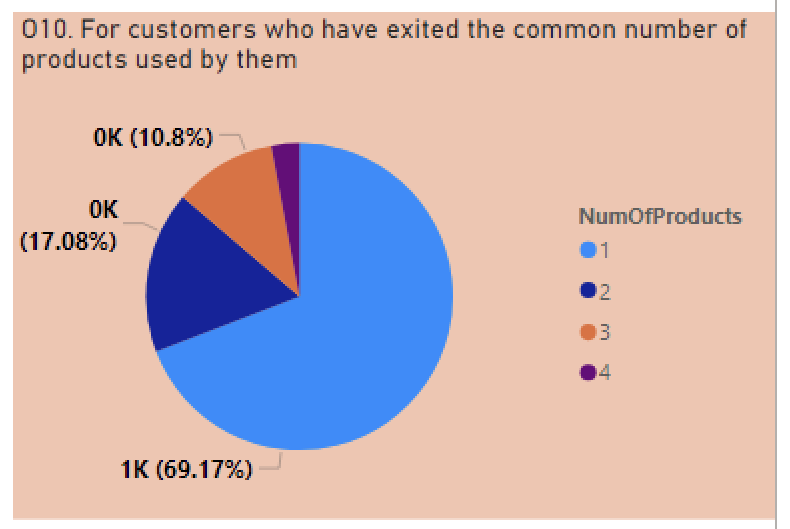 O10. For customers who have exited the common number of
products used by them
0K (10.8%)
0K
(17.08%)
1K (69.17%)
NumOfProducts
1
2
3
4